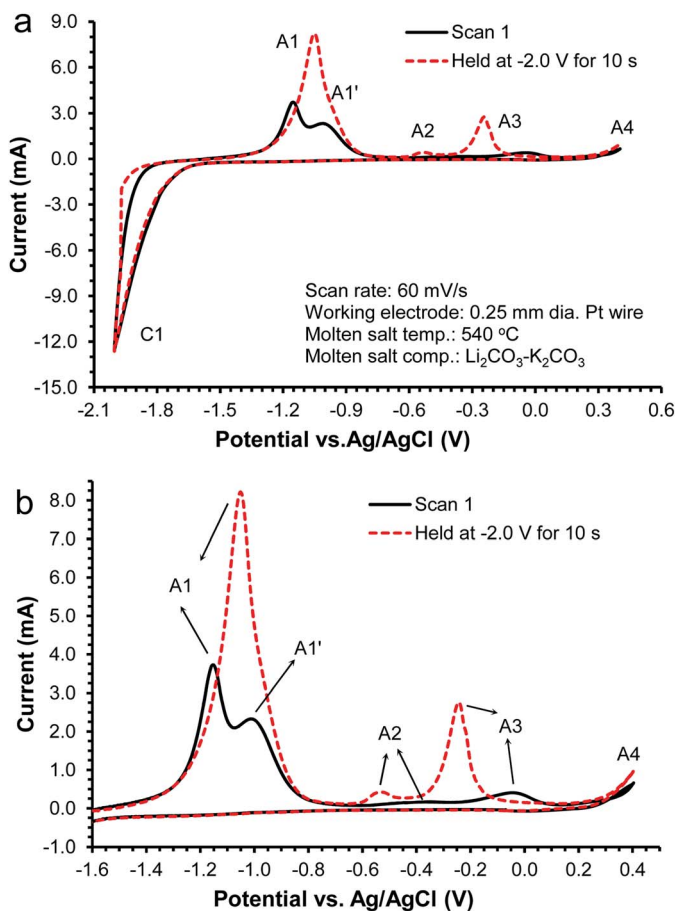 a
9.0
6.0
3.0
0.0
-3.0
-6.0
-9.0
-12.0
-15.0
Current (mA)
A1
A1'
A2
A3
A4
C1
Scan 1
Held at -2.0 V for 10 s
Scan rate: 60 mV/s
Working electrode: 0.25 mm dia. Pt wire
Molten salt temp.: 540 °C
Molten salt comp.: Li₂CO₃-K₂CO₃
-2.1 -1.8 -1.5 -1.2 -0.9 -0.6 -0.3 0.0 0.3 0.6
Potential vs.Ag/AgCl (V)
b
8.0
7.0
6.0
5.0
4.0
3.0
2.0
1.0
0.0
-1.0
Current (mA)
Scan 1
Held at -2.0 V for 10 s
A1
A1'
A2
A3
A4
-1.6 -1.4 -1.2 -1.0 -0.8 -0.6 -0.4 -0.2 0.0 0.2 0.4
Potential vs. Ag/AgCl (V)